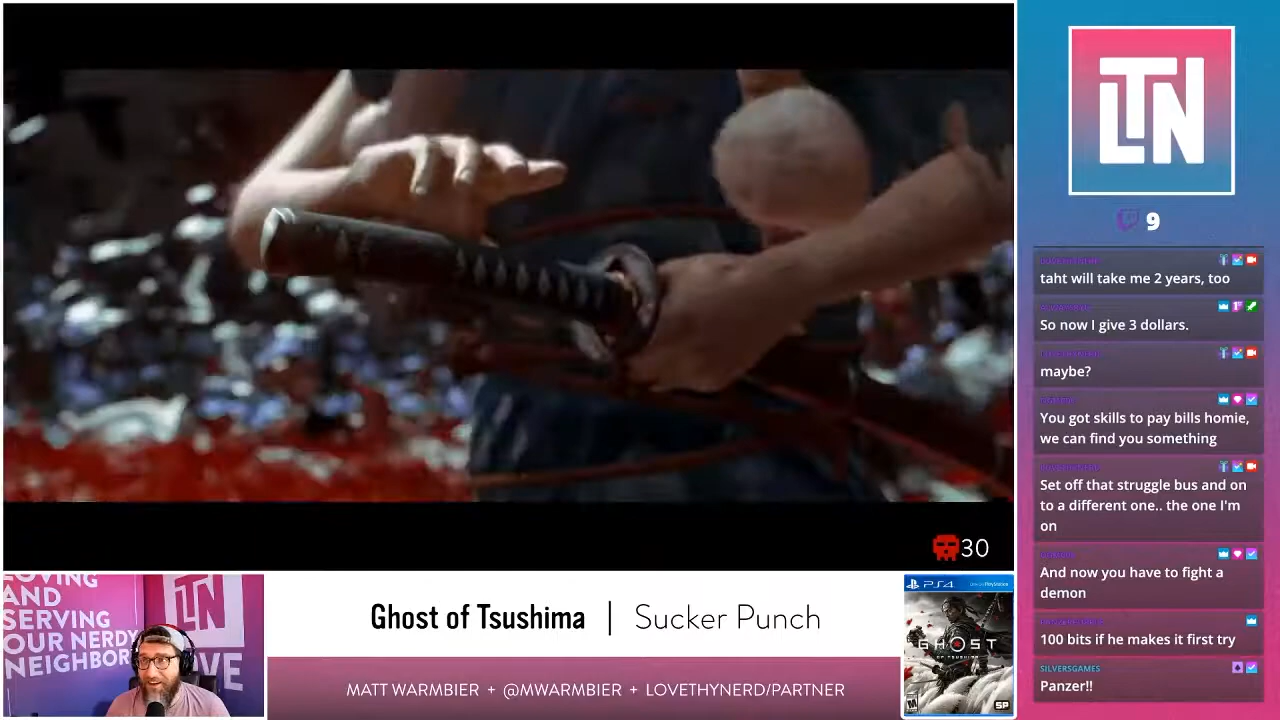 LTN
9
taht will take me 2 years, too
So now I give 3 dollars.
maybe?
You got skills to pay bills homie,
we can find you something
Set off that struggle bus and on
to a different one.. the one I'm
on
And now you have to fight a
demon
100 bits if he makes it first try
SILVERSGAMES
Panzer!!
30
LOVING
AND
SERVING
OUR NERDY
NEIGHBOR
LTN
Ghost of Tsushima | Sucker Punch
MATT WARMBIER + @MWARMBIER + LOVETHYNERD/PARTNER
PS4
GHOST
OF TSUSHIMA
SP